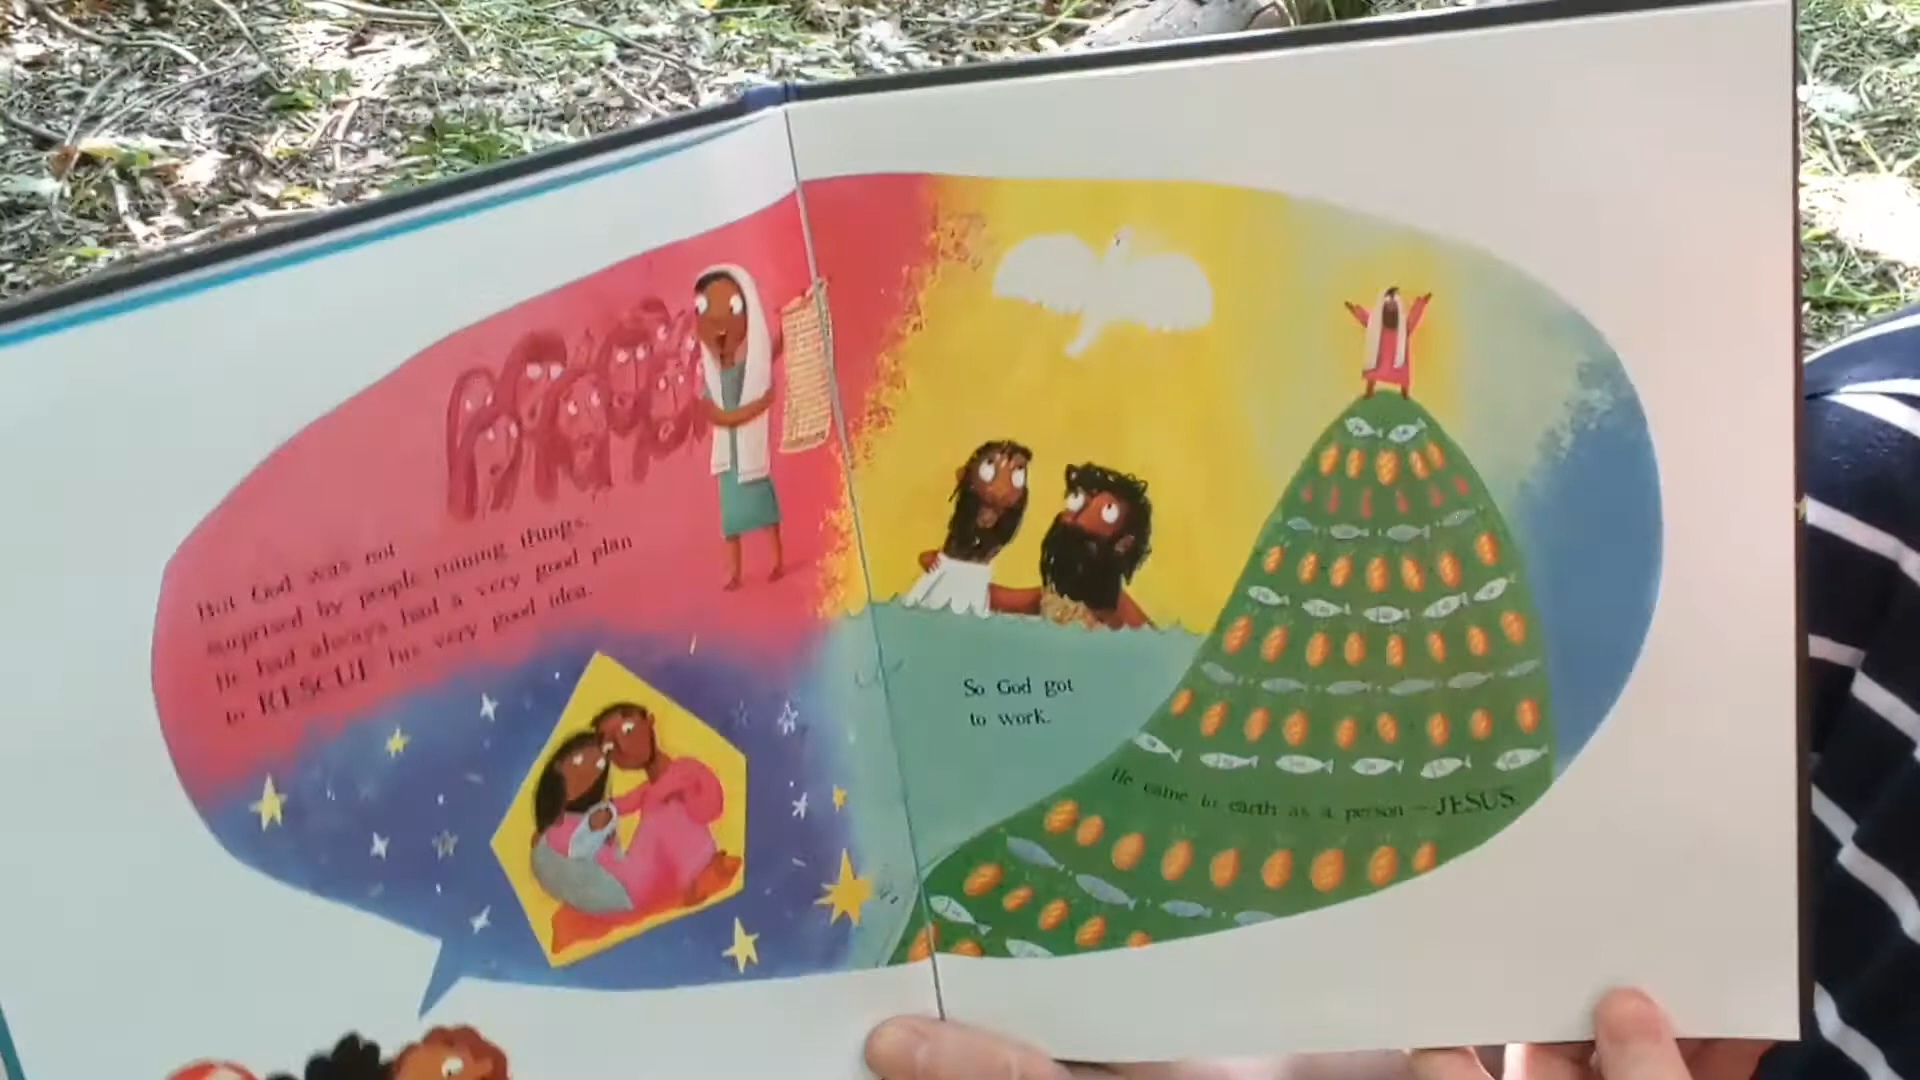 But God was not
surprised by people ruining things.
He had always had a very good plan
to RESCUE his very good idea.
So God got
to work.
He came to earth as a person—JESUS.